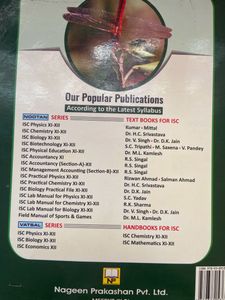 Our Popular Publications
According to the Latest Syllabus
NOOTAN SERIES
TEXT BOOKS FOR ISC
ISC Physics XI-XII
Kumar - Mittal
ISC Chemistry XI-XII
Dr. H.C. Srivastava
ISC Biology XI-XII
Dr. V. Singh - Dr. D.K. Jain
ISC Biotechnology XI-XII
S.C. Tripathi - M. Saxena - V. Pandey
ISC Physical Education XI-XII
Dr. M.L. Kamlesh
ISC Accountancy XI
R.S. Singal
ISC Accountancy (Section-A)-XII
R.S. Singal
ISC Management Accounting (Section-B)-XII
R.S. Singal
ISC Practical Physics XI-XII
Rizwan Ahmad - Salman Ahmad
ISC Practical Chemistry XI-XII
Dr. H.C. Srivastava
ISC Biology Practical File XI-XII
Dr. D.K. Jain
ISC Lab Manual for Physics XI-XII
S.C. Yadav
ISC Lab Manual for Chemistry XI-XII
R.K. Sharma
ISC Lab Manual for Biology XI-XII
Dr. V. Singh - Dr. D.K. Jain
Field Manual of Sports & Games
Dr. M.L. Kamlesh
VATSAL SERIES
HANDBOOKS FOR ISC
ISC Physics XI-XII
ISC Chemistry XI-XII
ISC Biology XI-XII
ISC Mathematics XI-XII
ISC Economics XII
Nageen Prakashan Pvt. Ltd.